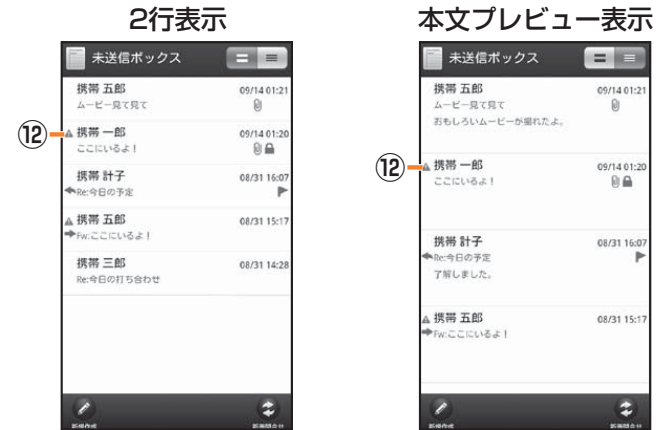 2行表示
未送信ボックス
携帯 五郎 09/14 01:21
ムービー見て見て
⑫
携帯 一郎 09/14 01:20
ここにいるよ！
携帯 計子 08/31 16:07
Re:今日の予定
携帯 五郎 08/31 15:17
Fw:ここにいるよ！
携帯 三郎 08/31 14:28
Re:今日の打ち合わせ
新規作成
本文プレビュー表示
未送信ボックス
携帯 五郎 09/14 01:21
ムービー見て見て
おもしろいムービーが撮れたよ。
⑫
携帯 一郎 09/14 01:20
ここにいるよ！
携帯 計子 08/31 16:07
Re:今日の予定
了解しました。
携帯 五郎 08/31 15:17
Fw:ここにいるよ！
新規作成